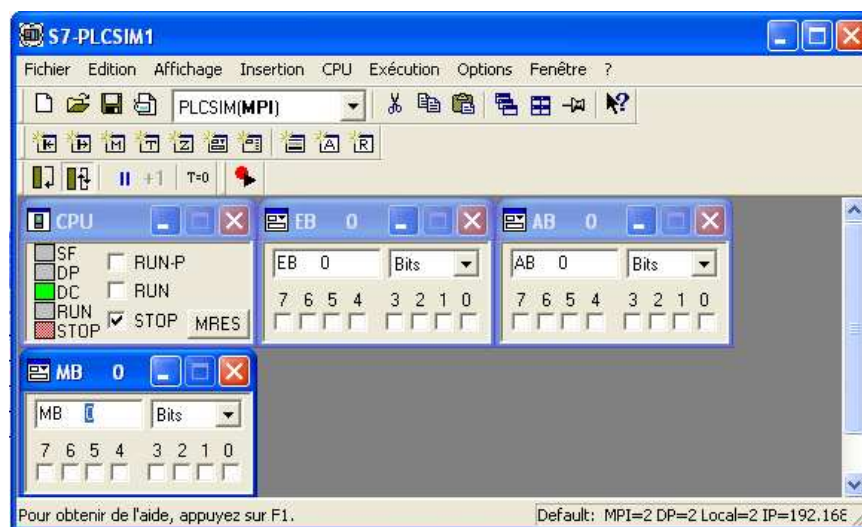 S7-PLCSIM1
Fichier Edition Affichage Insertion CPU Exécution Options Fenêtre ?
PLCSIM(MPI)
+1 T=0
CPU
SF
DP
DC
RUN
STOP
RUN-P
RUN
STOP
MRES
EB 0
EB 0 Bits
7 6 5 4 3 2 1 0
AB 0
AB 0 Bits
7 6 5 4 3 2 1 0
MB 0
MB 0 Bits
7 6 5 4 3 2 1 0
Pour obtenir de l'aide, appuyez sur F1.
Default: MPI=2 DP=2 Local=2 IP=192.168